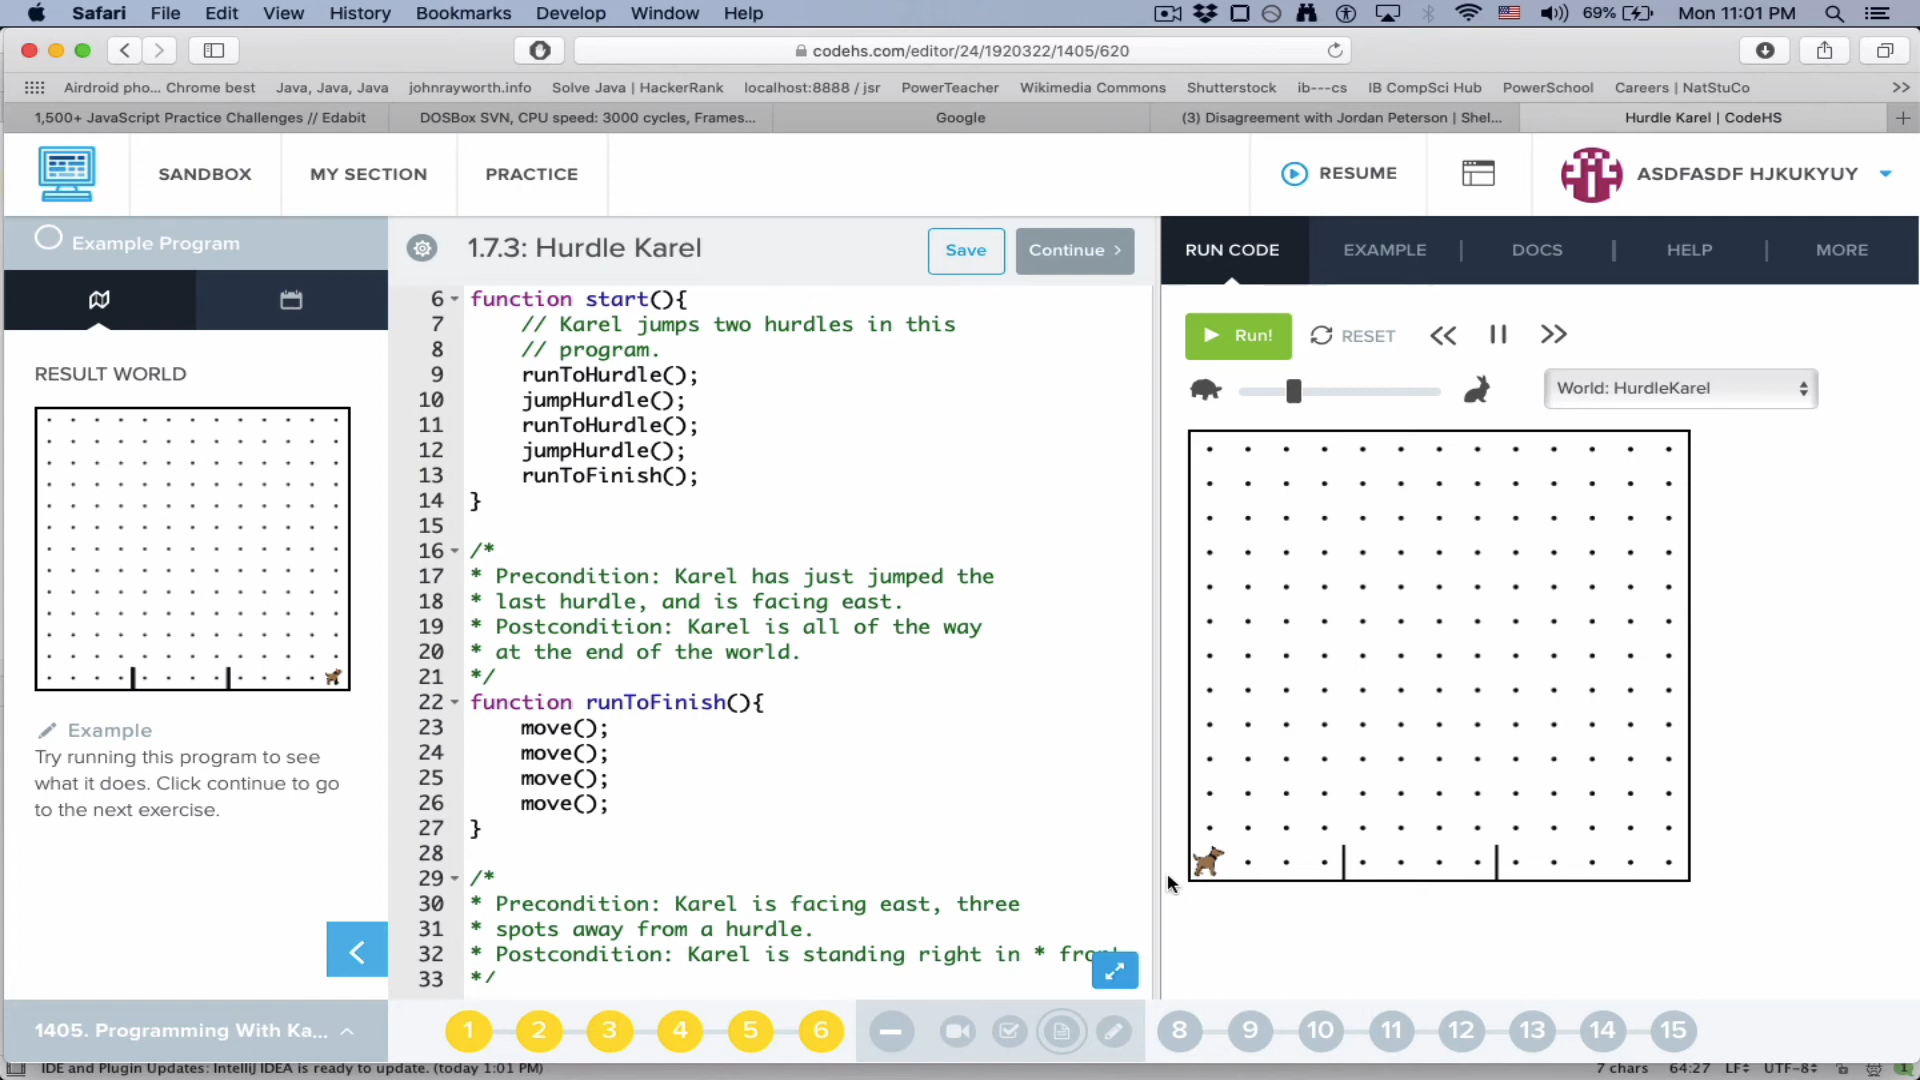 Safari File Edit View History Bookmarks Develop Window Help 69% Mon 11:01 PM
codehs.com/editor/24/1920322/1405/620
Airdroid pho... Chrome best Java, Java, Java johnrayworth.info Solve Java | HackerRank localhost:8888 / jsr PowerTeacher Wikimedia Commons Shutterstock ib---cs IB CompSci Hub PowerSchool Careers | NatStuCo >>
1,500+ JavaScript Practice Challenges // Edabit DOSBox SVN, CPU speed: 3000 cycles, Frames... Google (3) Disagreement with Jordan Peterson | Shel... Hurdle Karel | CodeHS +
SANDBOX MY SECTION PRACTICE RESUME ASDFASDF HJKUKYUY
Example Program
RESULT WORLD
Example
Try running this program to see
what it does. Click continue to go
to the next exercise.
1.7.3: Hurdle Karel Save Continue >
6 function start(){
7 // Karel jumps two hurdles in this
8 // program.
9 runToHurdle();
10 jumpHurdle();
11 runToHurdle();
12 jumpHurdle();
13 runToFinish();
14 }
15
16 /*
17 * Precondition: Karel has just jumped the
18 * last hurdle, and is facing east.
19 * Postcondition: Karel is all of the way
20 * at the end of the world.
21 */
22 function runToFinish(){
23 move();
24 move();
25 move();
26 move();
27 }
28
29 /*
30 * Precondition: Karel is facing east, three
31 * spots away from a hurdle.
32 * Postcondition: Karel is standing right in *
33 */
RUN CODE EXAMPLE | DOCS | HELP | MORE
Run! RESET
World: HurdleKarel
1405. Programming With Ka... 1 2 3 4 5 6 8 9 10 11 12 13 14 15
IDE and Plugin Updates: IntelliJ IDEA is ready to update. (today 1:01 PM) 7 chars 64:27 LF UTF-8